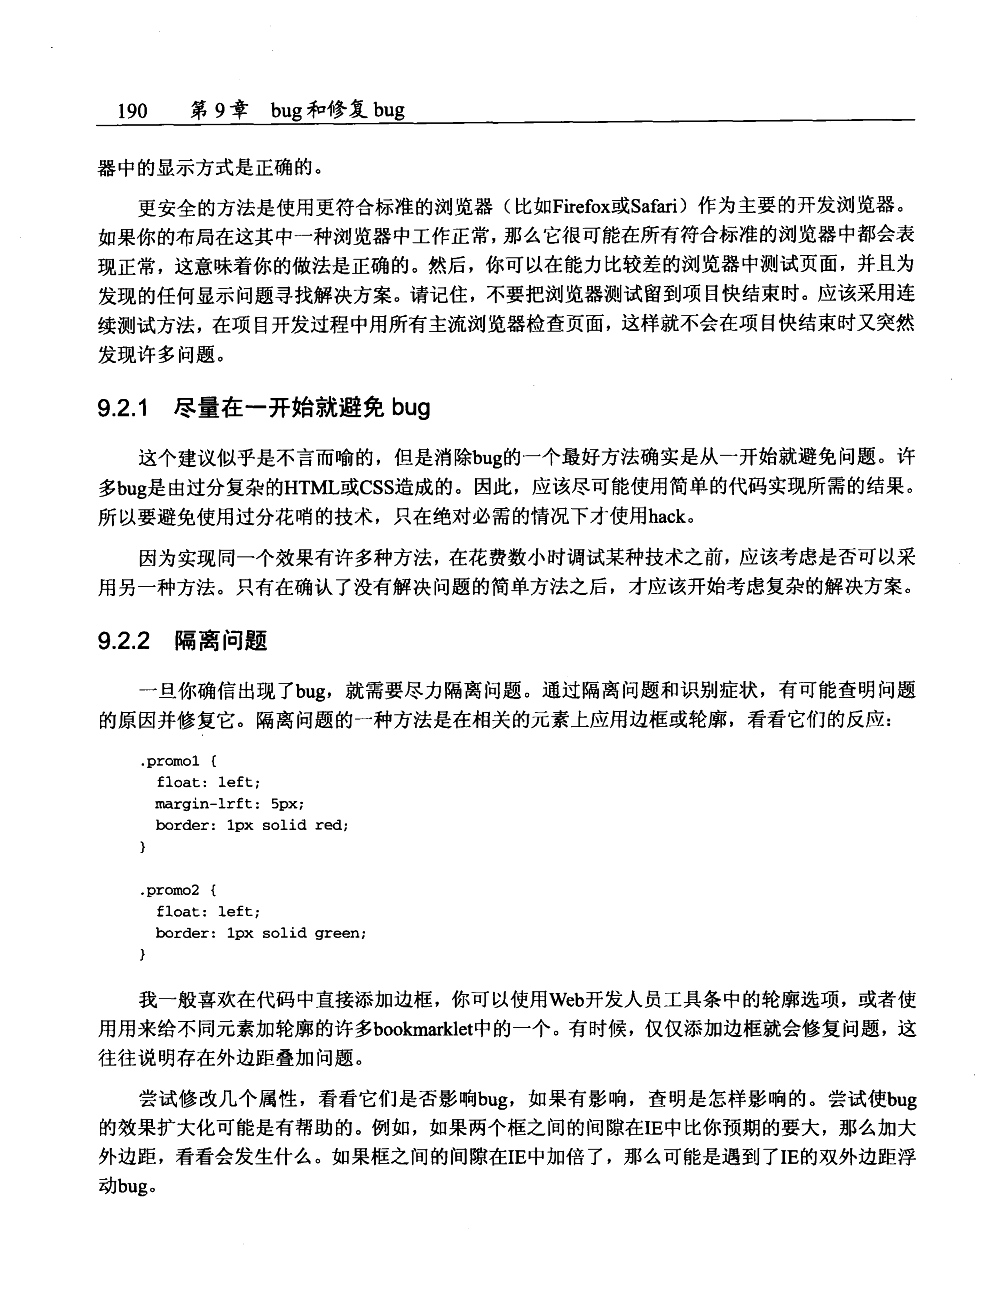 190 第9章 bug和修复bug
器中的显示方式是正确的。
更安全的方法是使用更符合标准的浏览器（比如Firefox或Safari）作为主要的开发浏览器。
如果你的布局在这其中一种浏览器中工作正常，那么它很可能在所有符合标准的浏览器中都会表
现正常，这意味着你的做法是正确的。然后，你可以在能力比较差的浏览器中测试页面，并且为
发现的任何显示问题寻找解决方案。请记住，不要把浏览器测试留到项目快结束时。应该采用连
续测试方法，在项目开发过程中用所有主流浏览器检查页面，这样就不会在项目快结束时又突然
发现许多问题。
9.2.1 尽量在一开始就避免 bug
这个建议似乎是不言而喻的，但是消除bug的一个最好方法确实是从一开始就避免问题。许
多bug是由过分复杂的HTML或CSS造成的。因此，应该尽可能使用简单的代码实现所需的结果。
所以要避免使用过分花哨的技术，只在绝对必需的情况下才使用hack。
因为实现同一个效果有许多种方法，在花费数小时调试某种技术之前，应该考虑是否可以采
用另一种方法。只有在确认了没有解决问题的简单方法之后，才应该开始考虑复杂的解决方案。
9.2.2 隔离问题
一旦你确信出现了bug，就需要尽力隔离问题。通过隔离问题和识别症状，有可能查明问题
的原因并修复它。隔离问题的一种方法是在相关的元素上应用边框或轮廓，看看它们的反应：
.promo1 {
float: left;
margin-lrft: 5px;
border: 1px solid red;
}
.promo2 {
float: left;
border: 1px solid green;
}
我一般喜欢在代码中直接添加边框，你可以使用Web开发人员工具条中的轮廓选项，或者使
用用来给不同元素加轮廓的许多bookmarklet中的一个。有时候，仅仅添加边框就会修复问题，这
往往说明存在外边距叠加问题。
尝试修改几个属性，看看它们是否影响bug，如果有影响，查明是怎样影响的。尝试使bug
的效果扩大化可能是有帮助的。例如，如果两个框之间的间隙在IE中比你预期的要大，那么加大
外边距，看看会发生什么。如果框之间的间隙在IE中加倍了，那么可能是遇到了IE的双外边距浮
动bug。